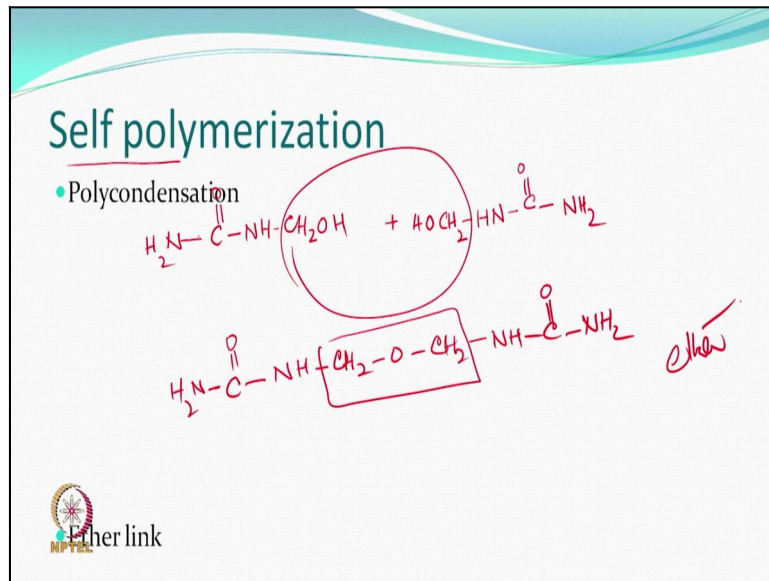 Self polymerization
• Polycondensation
H₂N–C(=O)–NH–CH₂OH + HOCH₂–HN–C(=O)–NH₂
H₂N–C(=O)–NH–CH₂–O–CH₂–NH–C(=O)–NH₂
ether
• Ether link
NPTEL